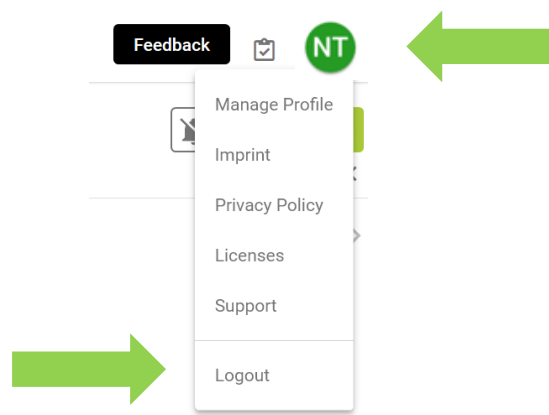 Feedback
NT
Manage Profile
Imprint
Privacy Policy
Licenses
Support
Logout